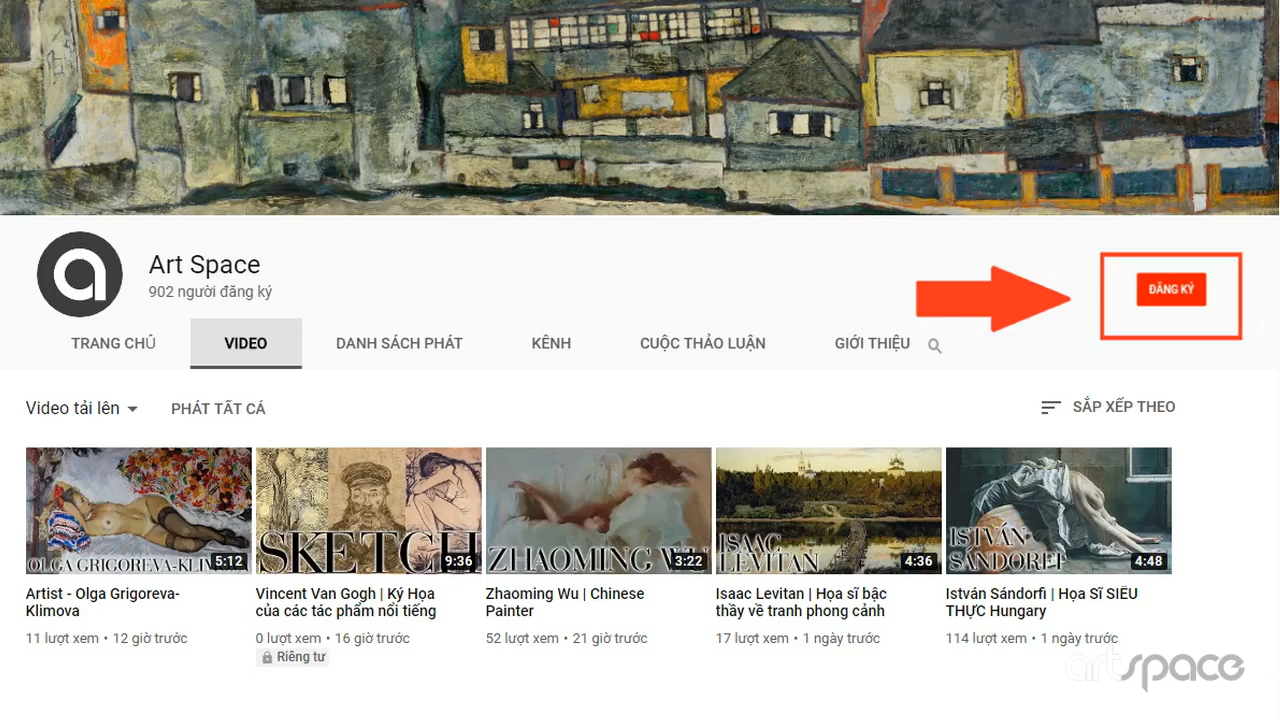 Art Space
902 người đăng ký
ĐĂNG KÝ
TRANG CHỦ VIDEO DANH SÁCH PHÁT KÊNH CUỘC THẢO LUẬN GIỚI THIỆU
Video tải lên PHÁT TẤT CẢ SẮP XẾP THEO
OLGA GRIGOREVA-KLIMOVA 5:12
SKETCH 9:36
ZHAOMING WU 3:22
ISAAC
LEVITAN 4:36
ISTVÁN
SÁNDORFI 4:48
Artist - Olga Grigoreva-
Klimova
11 lượt xem • 12 giờ trước
Vincent Van Gogh | Ký Họa
của các tác phẩm nổi tiếng
0 lượt xem • 16 giờ trước
Riêng tư
Zhaoming Wu | Chinese
Painter
52 lượt xem • 21 giờ trước
Isaac Levitan | Họa sĩ bậc
thầy về tranh phong cảnh
17 lượt xem • 1 ngày trước
István Sándorfi | Họa Sĩ SIÊU
THỰC Hungary
114 lượt xem • 1 ngày trước
artspace